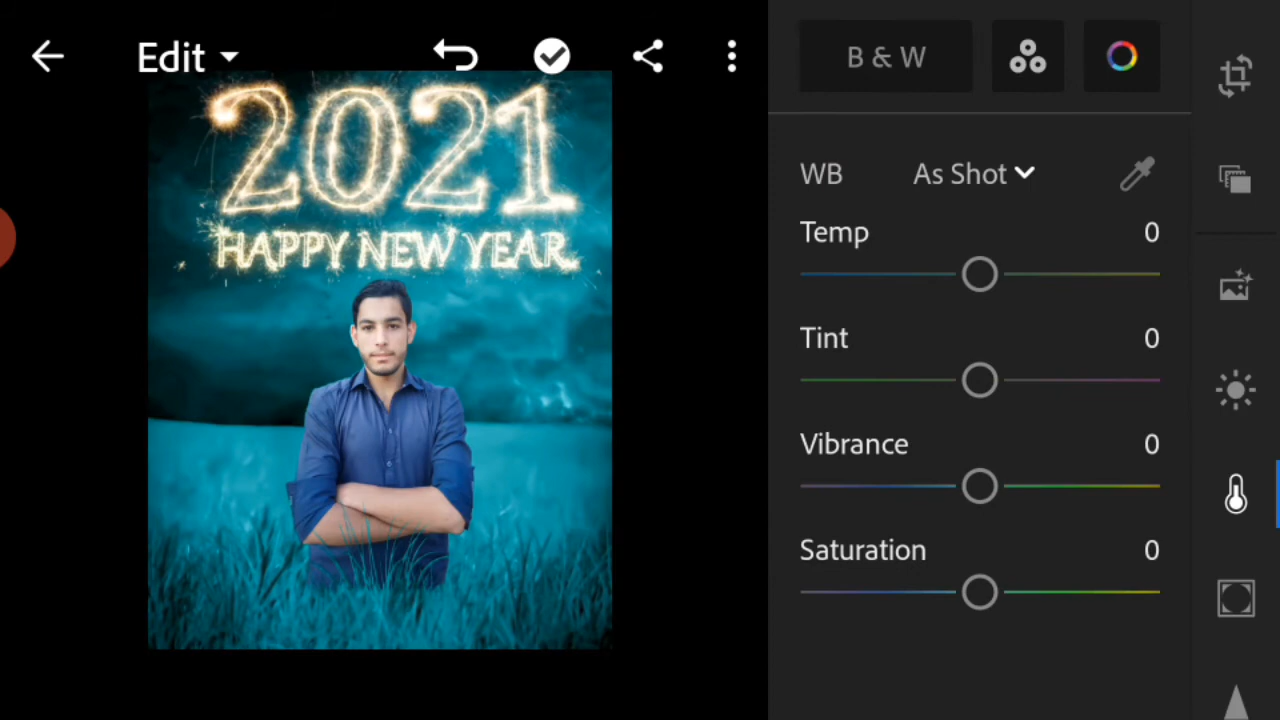 Edit
2021
HAPPY NEW YEAR
B & W
WB As Shot
Temp 0
Tint 0
Vibrance 0
Saturation 0